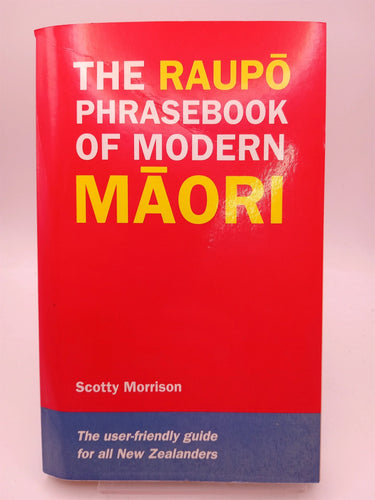 THE RAUPŌ
PHRASEBOOK
OF MODERN
MĀORI
Scotty Morrison
The user-friendly guide
for all New Zealanders